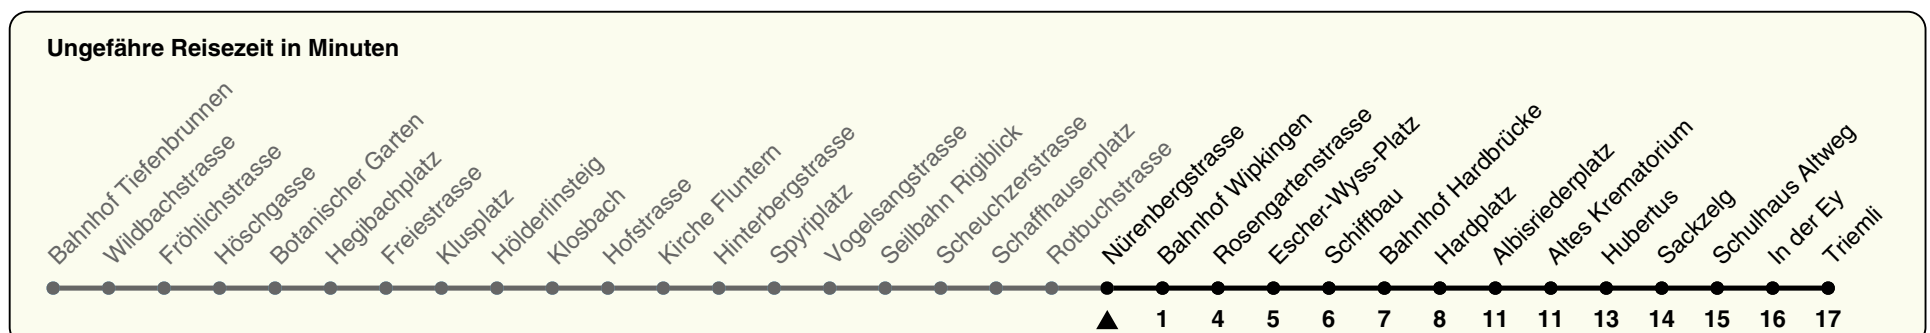 Ungefähre Reisezeit in Minuten
Bahnhof Tiefenbrunnen
Wildbachstrasse
Fröhlichstrasse
Höschgasse
Botanischer Garten
Hegibachplatz
Freiestrasse
Klusplatz
Hölderlinsteig
Klosbach
Hofstrasse
Kirche Fluntern
Hinterbergstrasse
Spyriplatz
Vogelsangstrasse
Seilbahn Rigiblick
Scheuchzerstrasse
Schaffhauserplatz
Rotbuchstrasse
Nürenbergstrasse
Bahnhof Wipkingen
Rosengartenstrasse
Escher-Wyss-Platz
Schiffbau
Bahnhof Hardbrücke
Hardplatz
Albisriederplatz
Altes Krematorium
Hubertus
Sackzelg
Schulhaus Altweg
In der Ey
Triemli
1 4 5 6 7 8 11 11 13 14 15 16 17